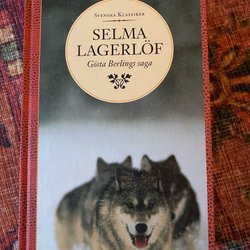 Svenska Klassiker
SELMA
LAGERLÖF
Gösta Berlings saga